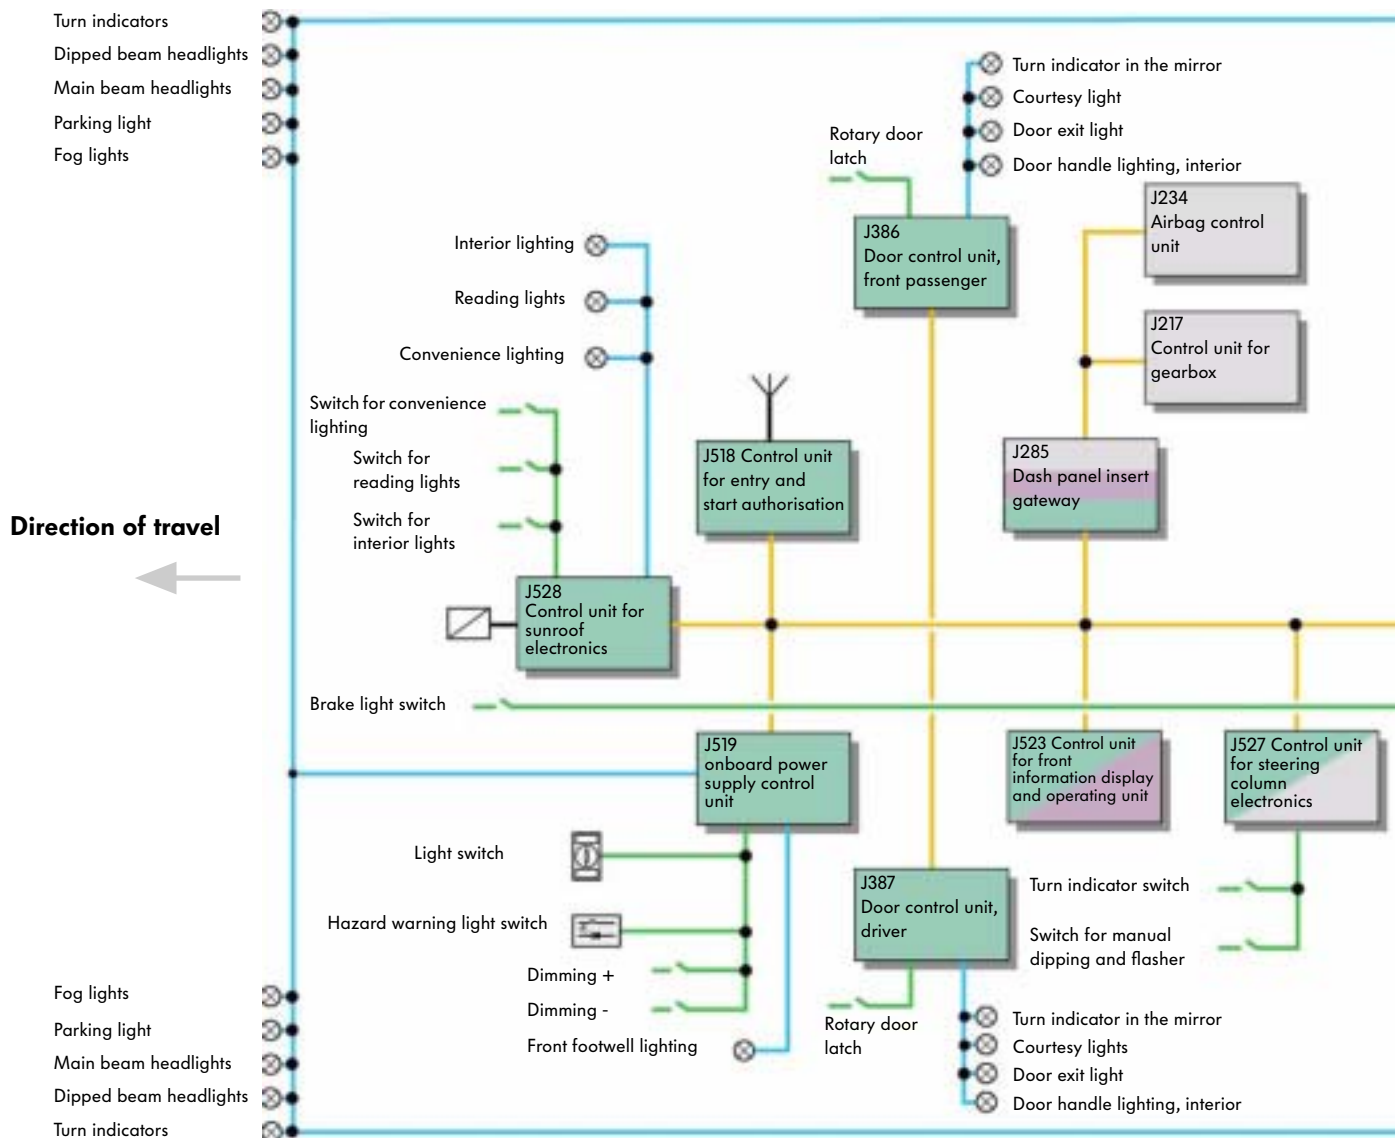 Turn indicators
Dipped beam headlights
Main beam headlights
Parking light
Fog lights
Turn indicator in the mirror
Courtesy light
Door exit light
Door handle lighting, interior
Rotary door
latch
J386
Door control unit,
front passenger
J234
Airbag control
unit
J217
Control unit for
gearbox
Interior lighting
Reading lights
Convenience lighting
Switch for convenience
lighting
Switch for
reading lights
Switch for
interior lights
J518 Control unit
for entry and
start authorisation
J285
Dash panel insert
gateway
Direction of travel
J528
Control unit for
sunroof
electronics
Brake light switch
J519
onboard power
supply control
unit
J523 Control unit
for front
information display
and operating unit
J527 Control unit
for steering
column
electronics
Light switch
Hazard warning light switch
Dimming +
Dimming -
Front footwell lighting
J387
Door control unit,
driver
Rotary door
latch
Turn indicator switch
Switch for manual
dipping and flasher
Turn indicator in the mirror
Courtesy lights
Door exit light
Door handle lighting, interior
Fog lights
Parking light
Main beam headlights
Dipped beam headlights
Turn indicators